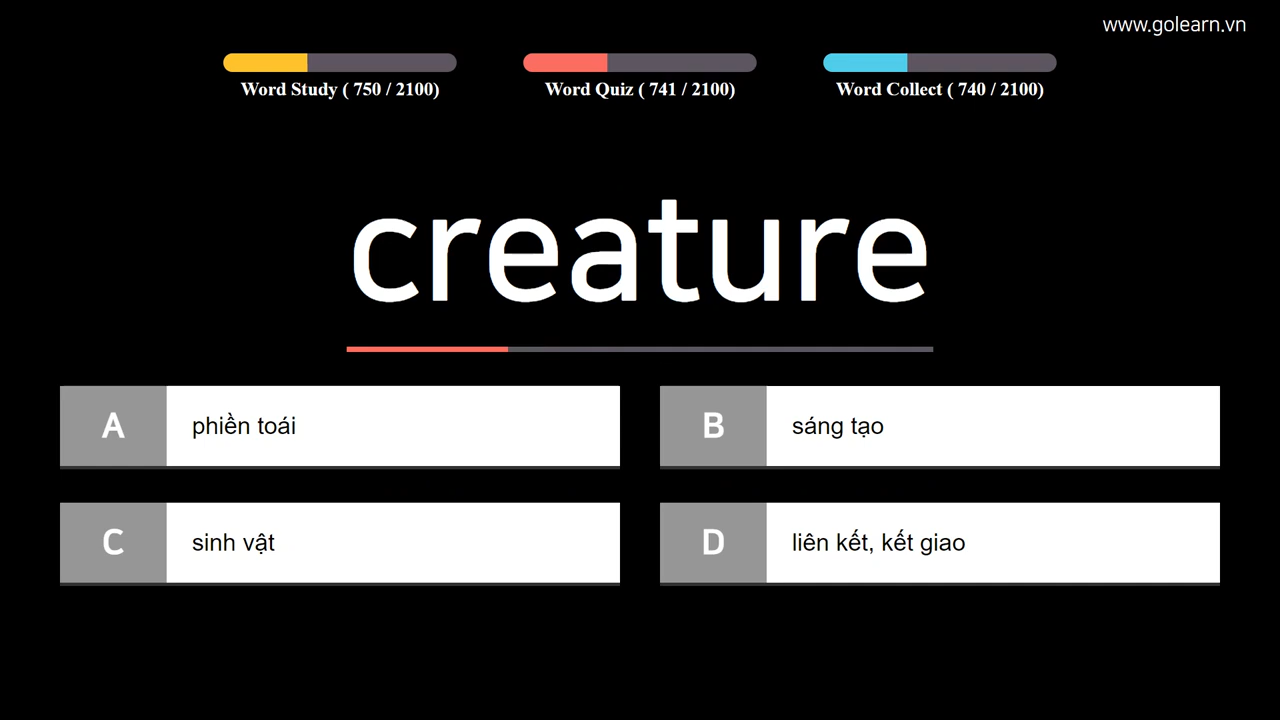 www.golearn.vn
Word Study ( 750 / 2100)
Word Quiz ( 741 / 2100)
Word Collect ( 740 / 2100)
creature
A phiền toái
B sáng tạo
C sinh vật
D liên kết, kết giao